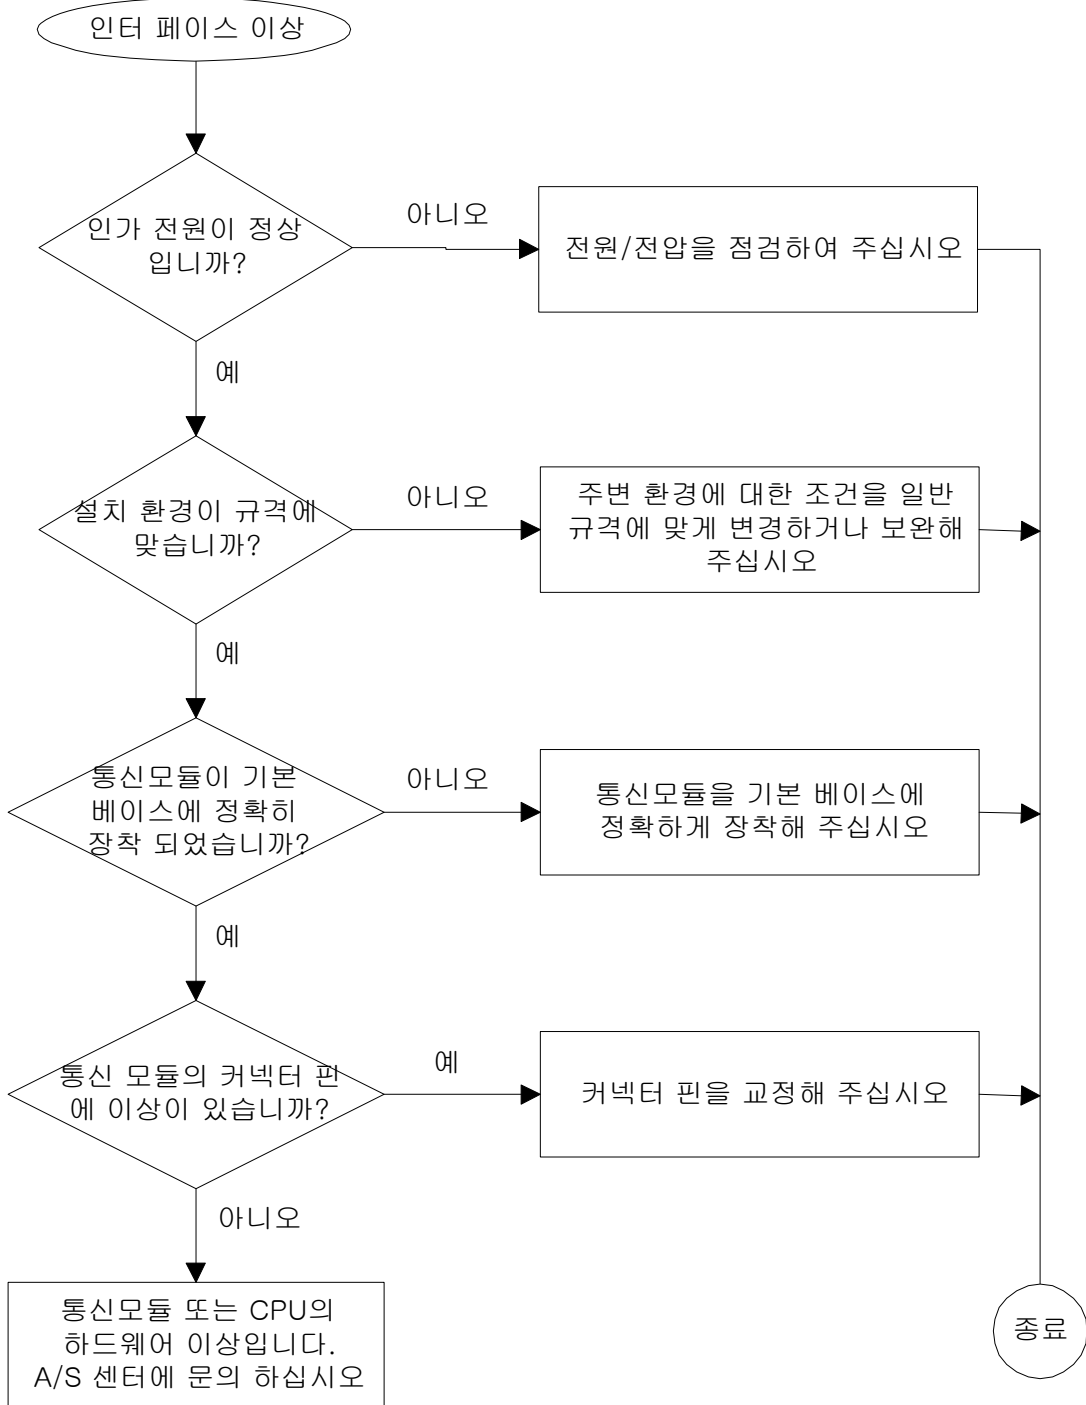 인터 페이스 이상
인가 전원이 정상
입니까?
아니오
전원/전압을 점검하여 주십시오
예
설치 환경이 규격에
맞습니까?
아니오
주변 환경에 대한 조건을 일반
규격에 맞게 변경하거나 보완해
주십시오
예
통신모듈이 기본
베이스에 정확히
장착 되었습니까?
아니오
통신모듈을 기본 베이스에
정확하게 장착해 주십시오
예
통신 모듈의 커넥터 핀
에 이상이 있습니까?
예
커넥터 핀을 교정해 주십시오
아니오
통신모듈 또는 CPU의
하드웨어 이상입니다.
A/S 센터에 문의 하십시오
종료